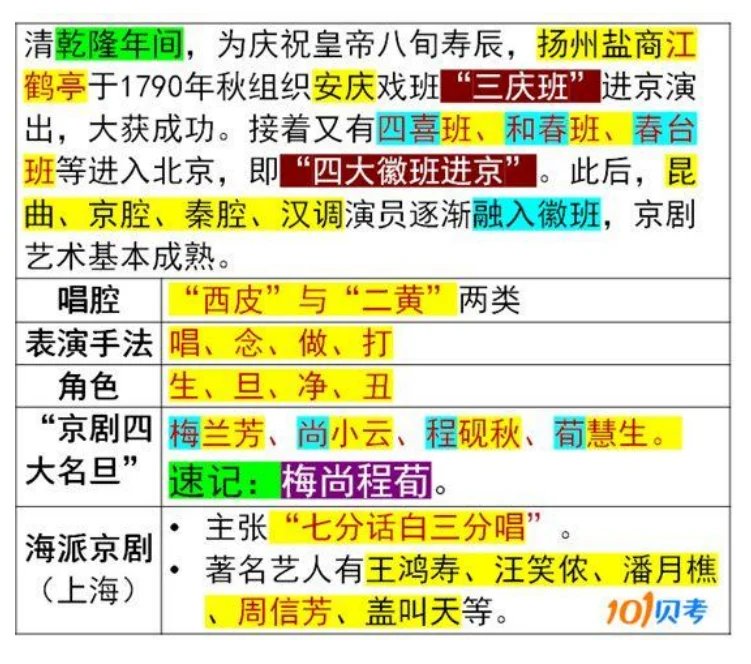 清乾隆年间，为庆祝皇帝八旬寿辰，扬州盐商江
鹤亭于1790年秋组织安庆戏班“三庆班”进京演
出，大获成功。接着又有四喜班、和春班、春台
班等进入北京，即“四大徽班进京”。此后，昆
曲、京腔、秦腔、汉调演员逐渐融入徽班，京剧
艺术基本成熟。
唱腔
“西皮”与“二黄”两类
表演手法
唱、念、做、打
角色
生、旦、净、丑
“京剧四
大名旦”
梅兰芳、尚小云、程砚秋、荀慧生。
速记：梅尚程荀。
海派京剧
（上海）
• 主张“七分话白三分唱”。
• 著名艺人有王鸿寿、汪笑侬、潘月樵
、周信芳、盖叫天等。
101贝考